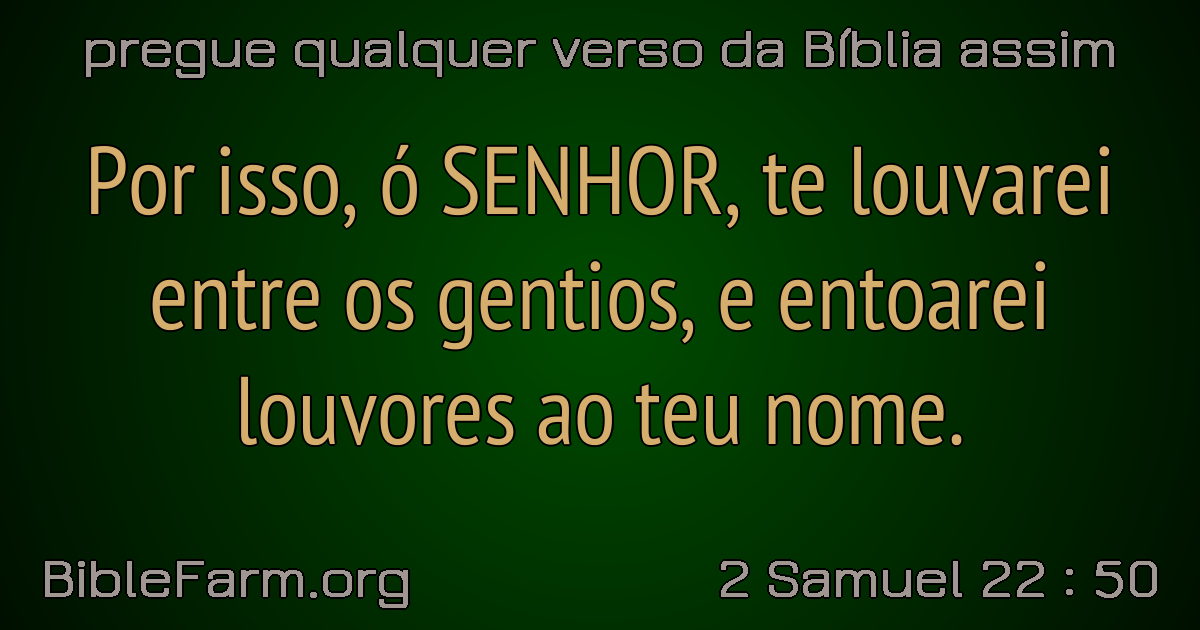 pregue qualquer verso da Bíblia assim
Por isso, ó SENHOR, te louvarei
entre os gentios, e entoarei
louvores ao teu nome.
BibleFarm.org
2 Samuel 22 : 50